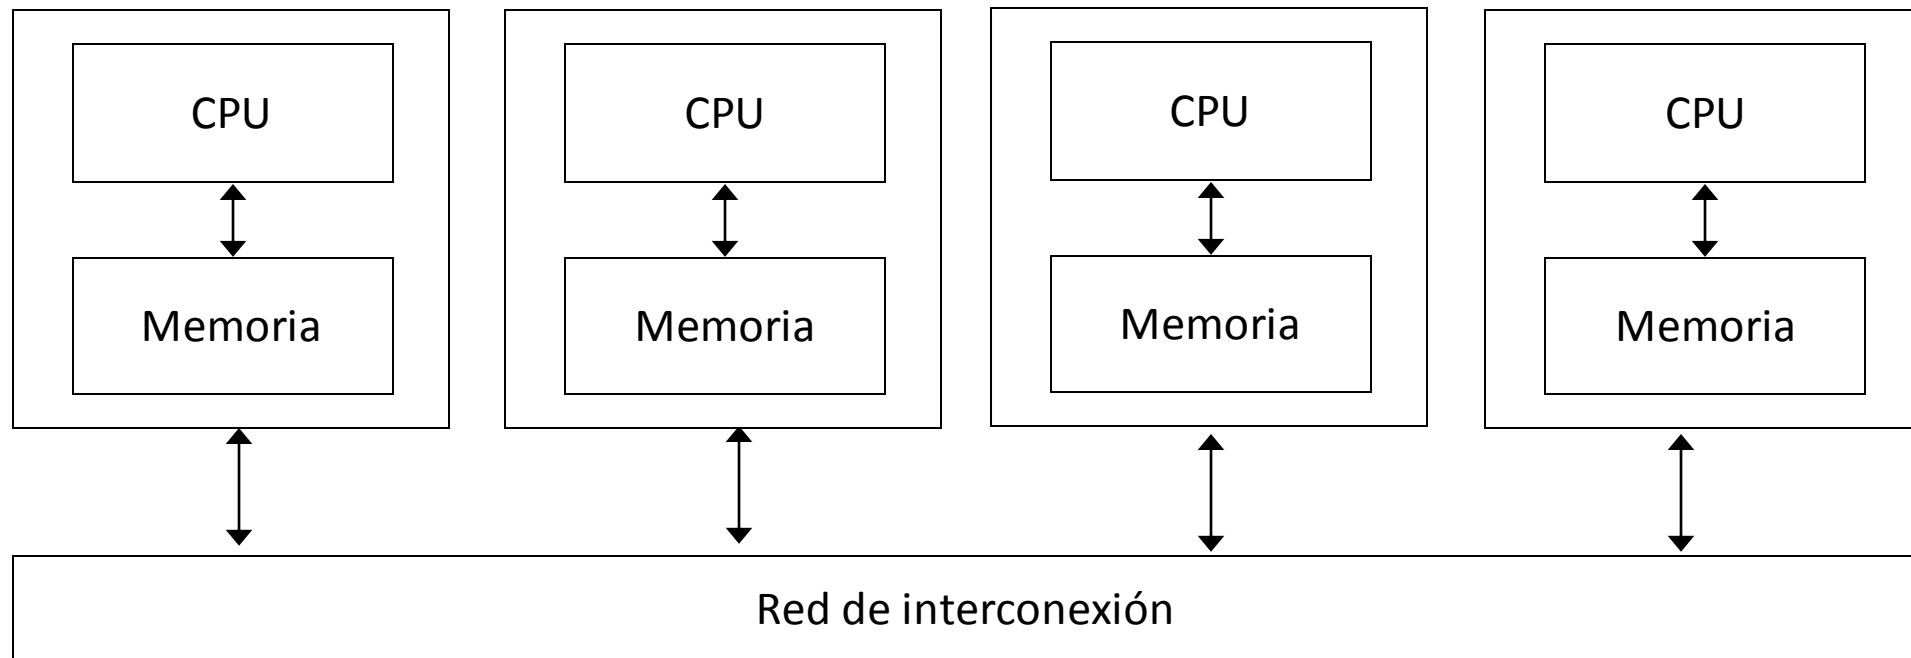 CPU
CPU
CPU
CPU
Memoria
Memoria
Memoria
Memoria
Red de interconexión